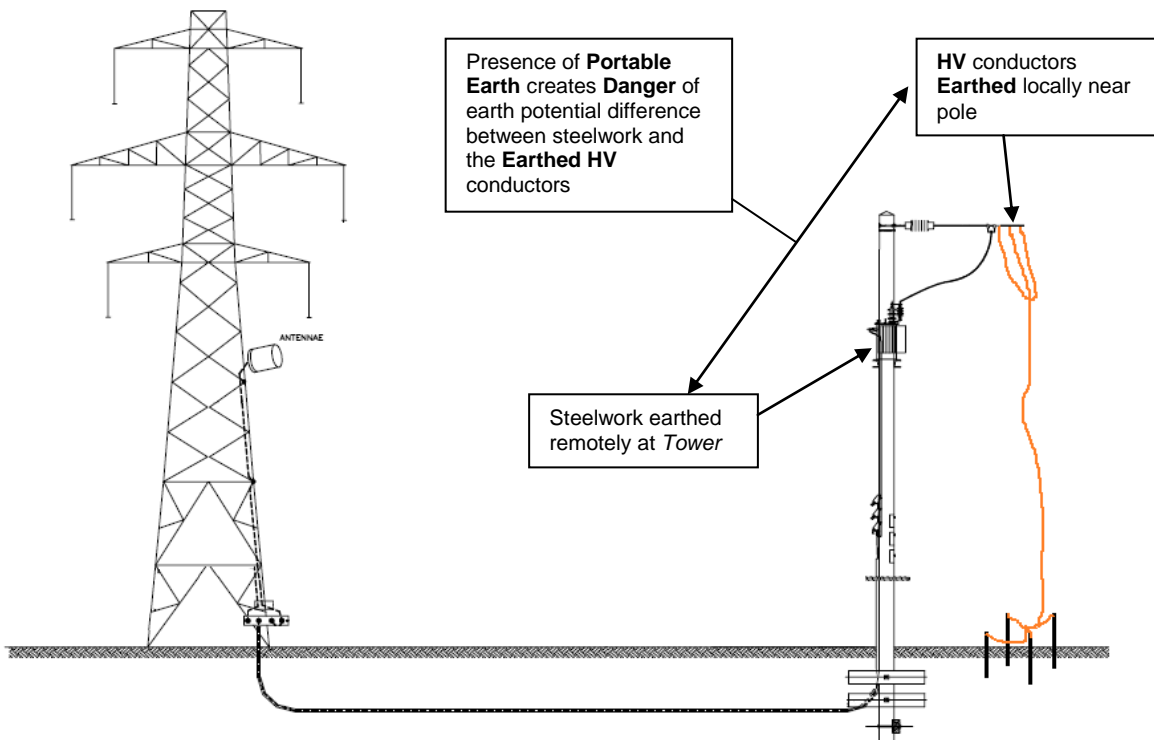 Presence of Portable
Earth creates Danger of
earth potential difference
between steelwork and
the Earthed HV
conductors
HV conductors
Earthed locally near
pole
ANTENNAE
Steelwork earthed
remotely at Tower